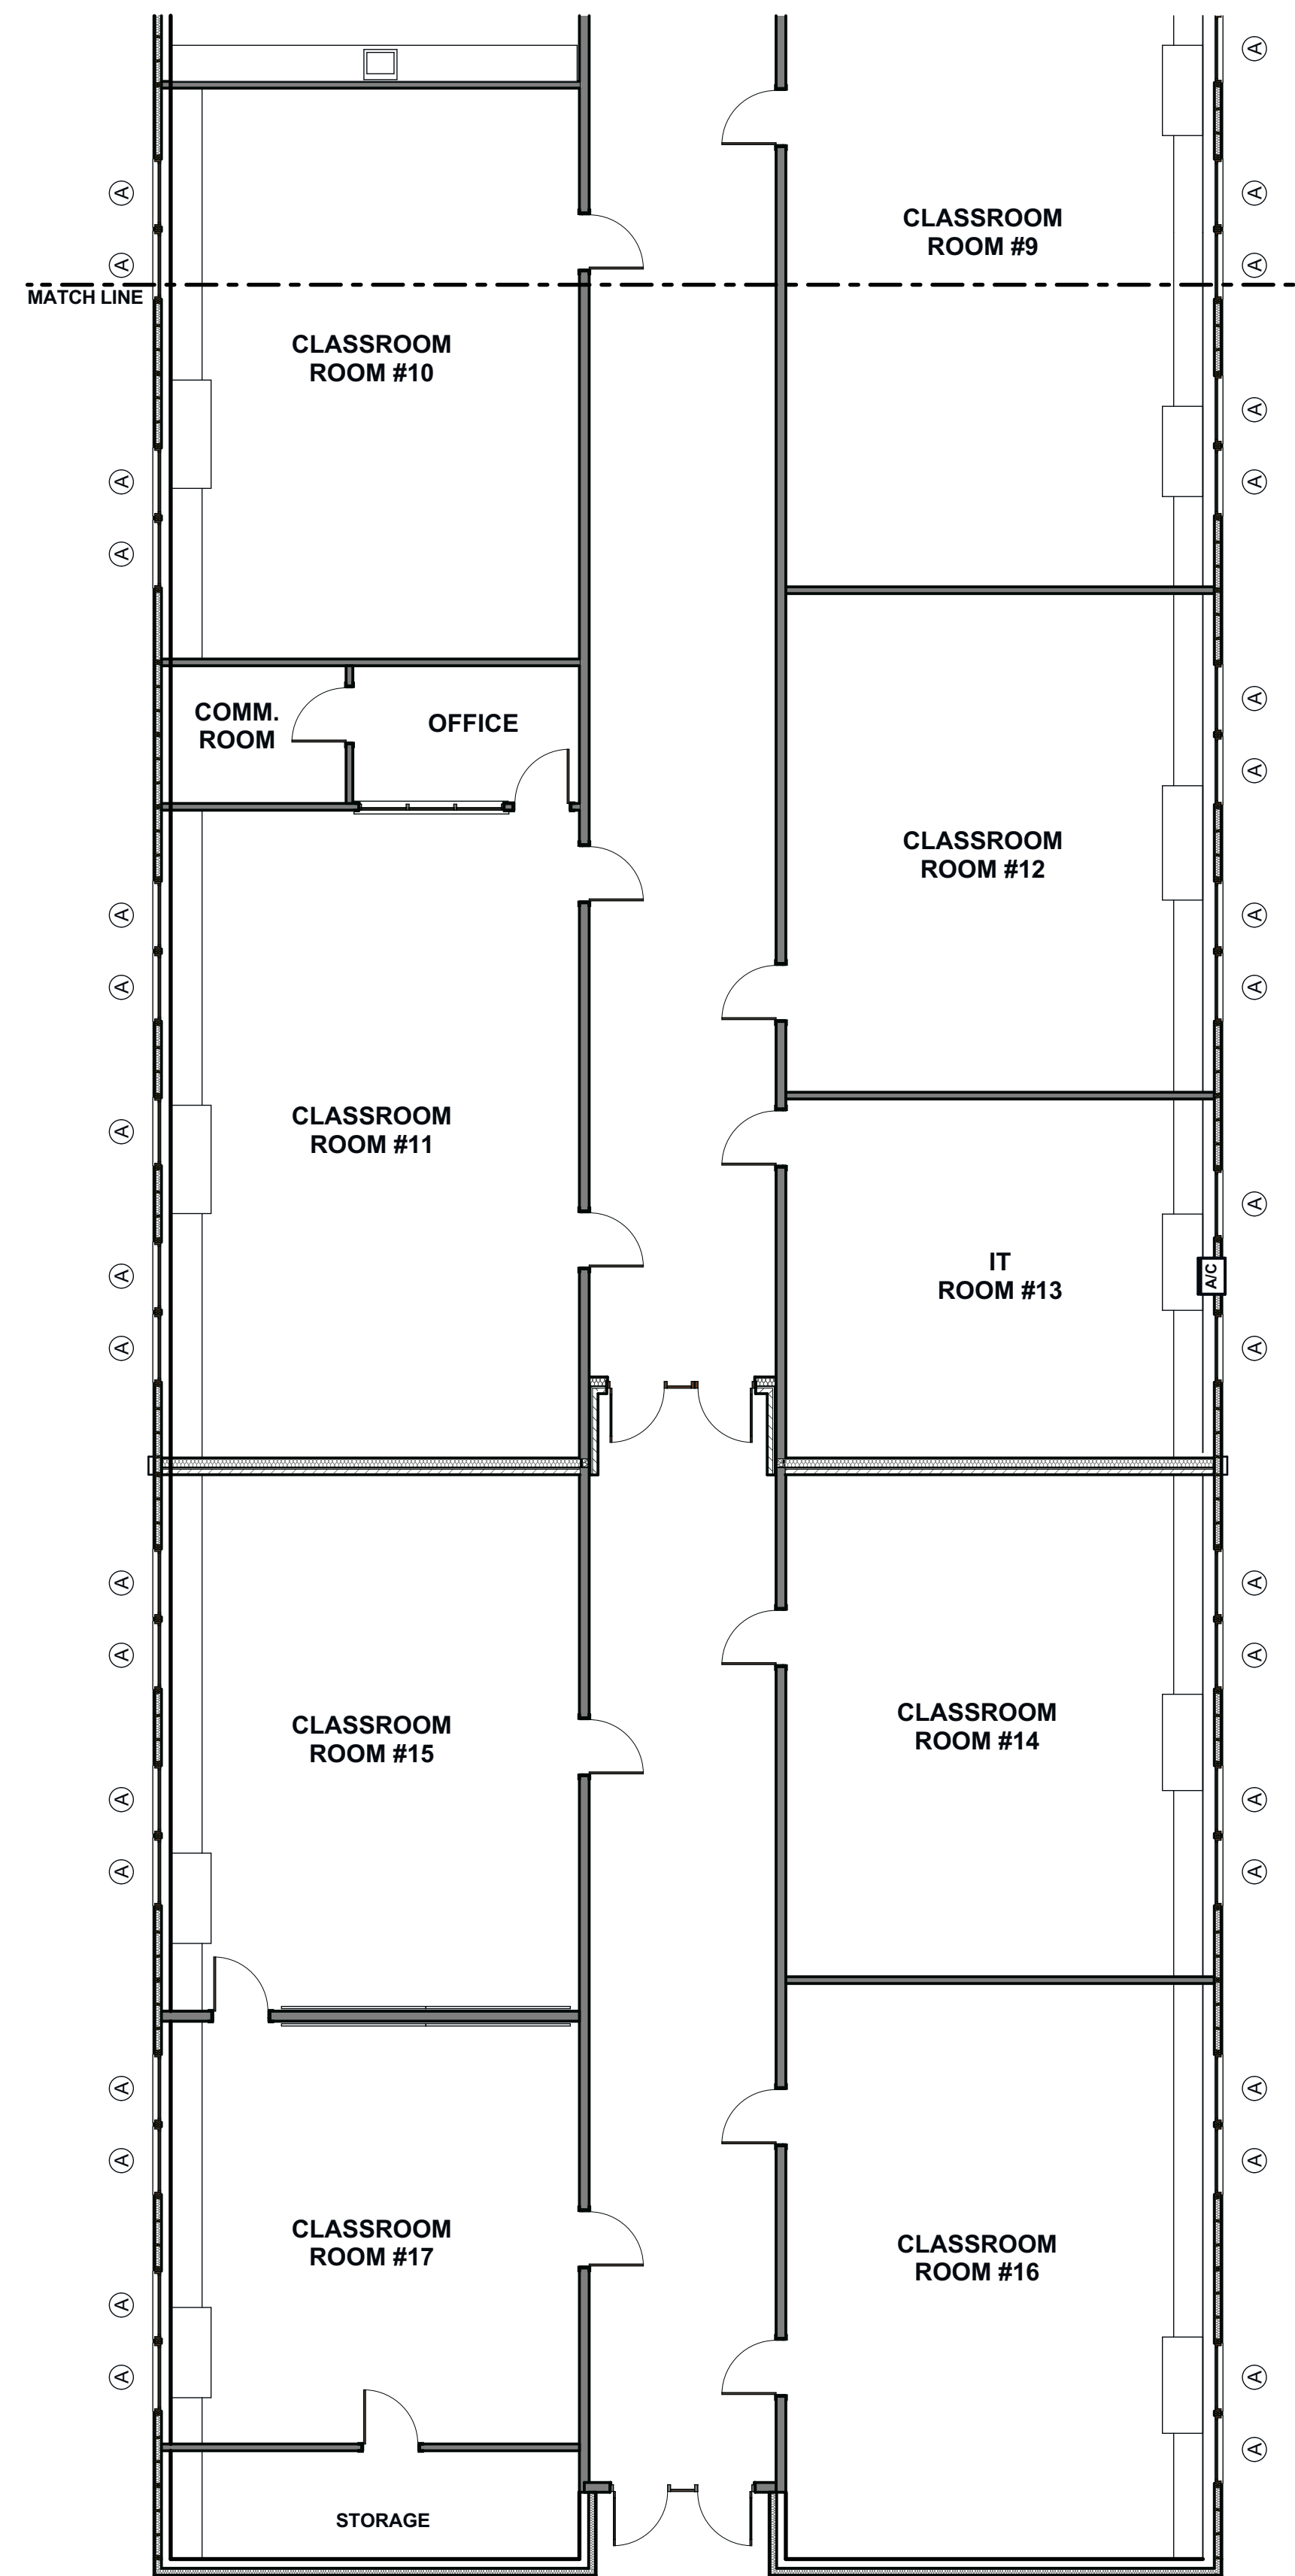 A
A
A
CLASSROOM
ROOM #9
A
A
MATCH LINE
CLASSROOM
ROOM #10
A
A
A
A
A
COMM.
ROOM
OFFICE
A
CLASSROOM
ROOM #12
A
A
A
A
CLASSROOM
ROOM #11
A
A
IT
ROOM #13
A
A/C
A
A
A
A
A
A
CLASSROOM
ROOM #14
CLASSROOM
ROOM #15
A
A
A
A
A
A
A
A
CLASSROOM
ROOM #17
CLASSROOM
ROOM #16
A
A
A
A
STORAGE